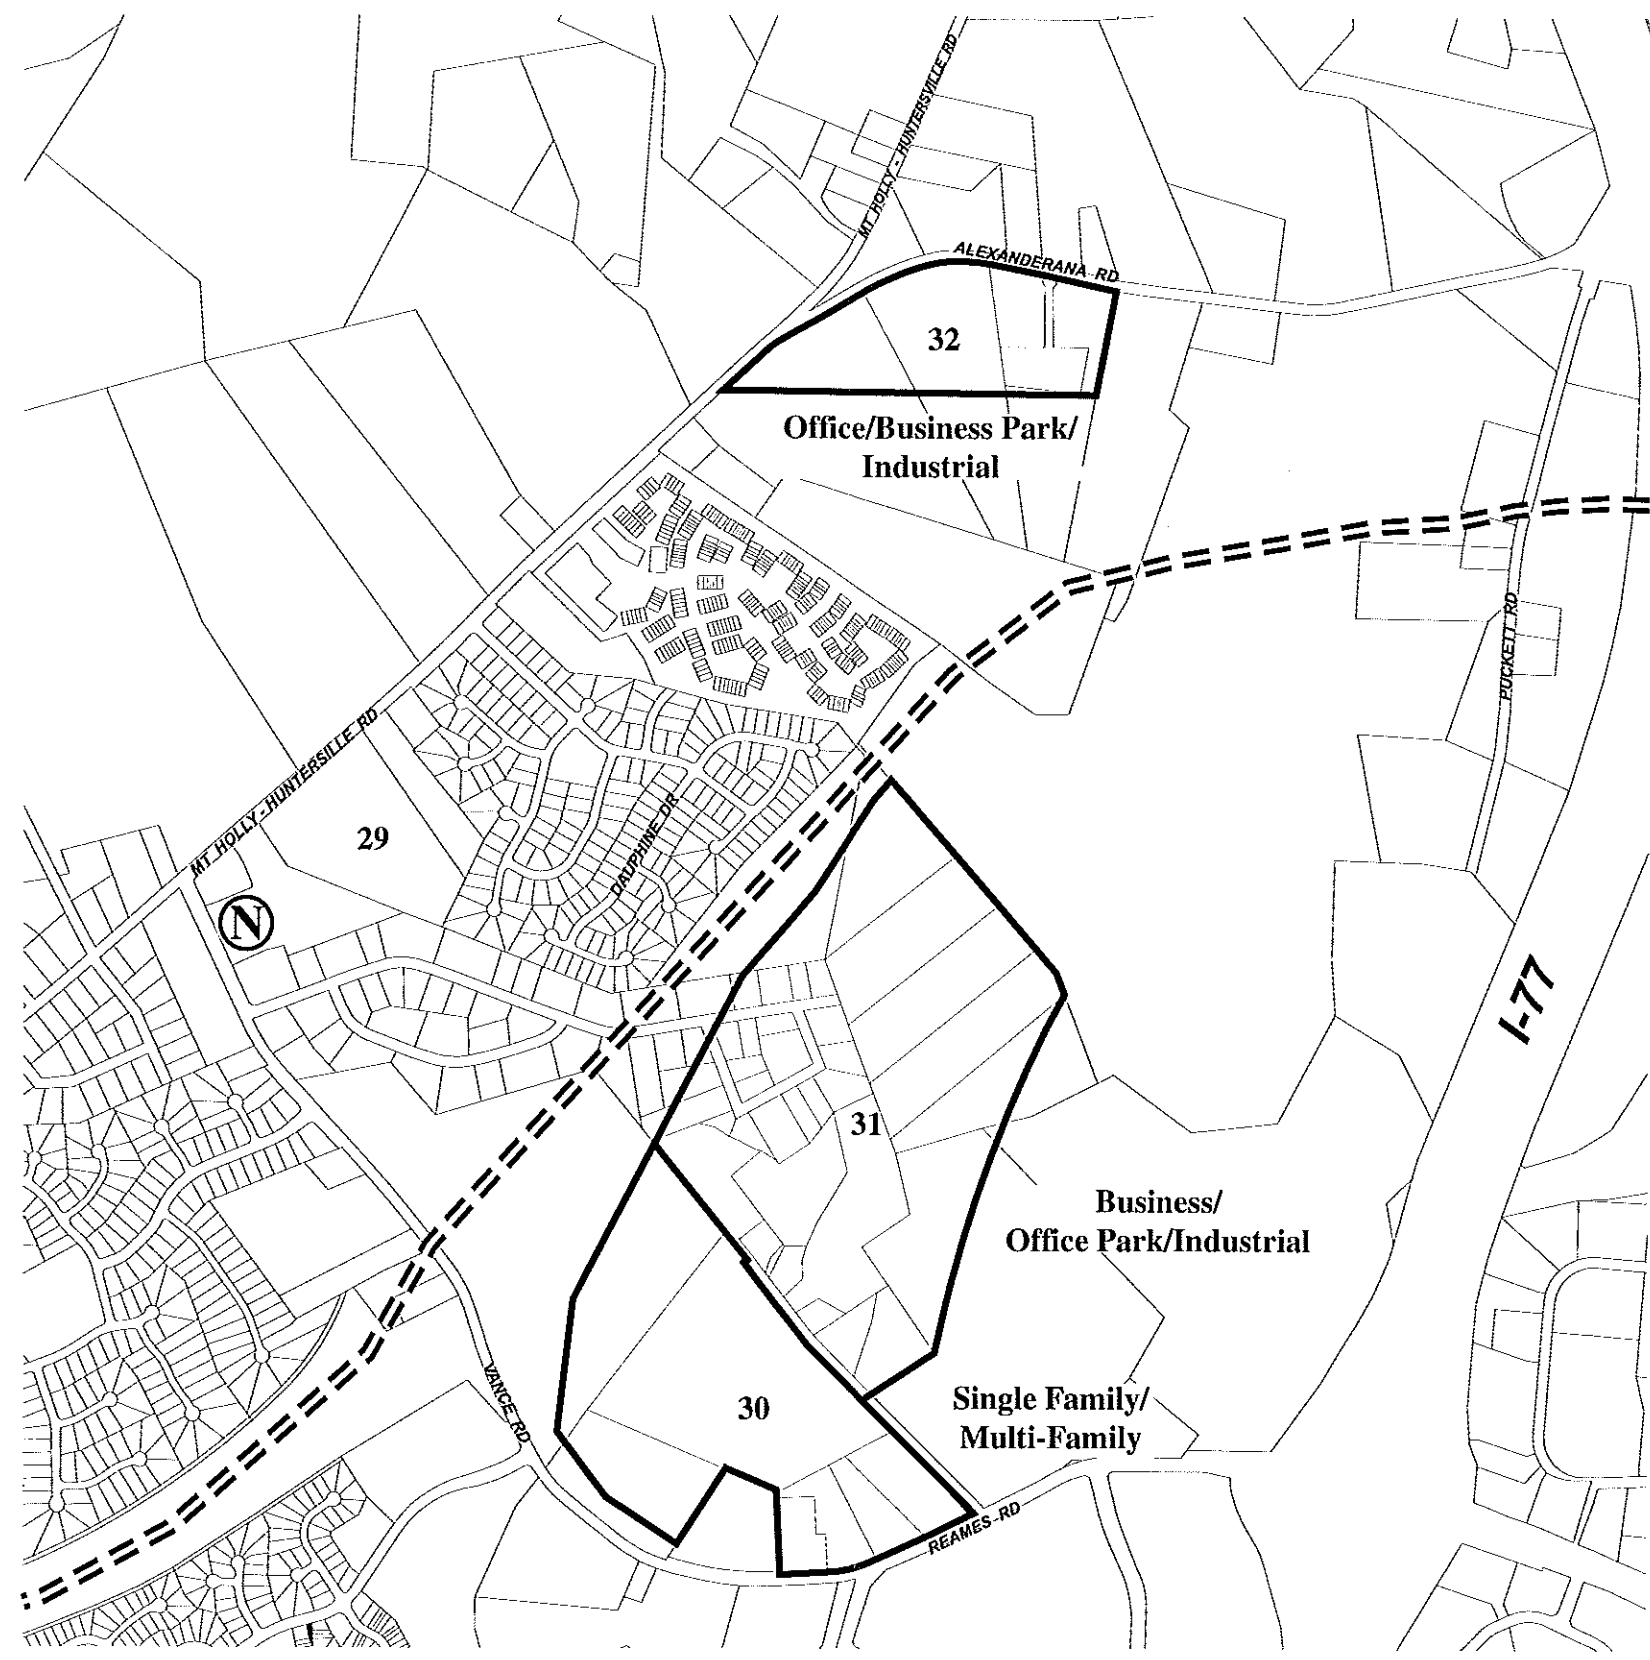 MT HOLLY - HUNTERSVILLE RD
ALEXANDERANA RD
32
Office/Business Park/
Industrial
PUCKETT RD
MT HOLLY - HUNTERSILLE RD
29
DAUPHINE DR
N
I-77
31
Business/
Office Park/Industrial
VANCE RD
30
Single Family/
Multi-Family
REAMES RD